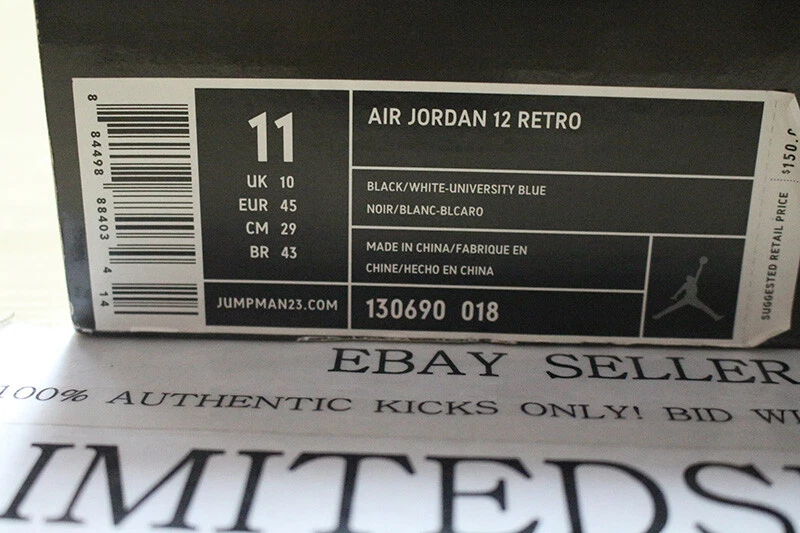 8 84498 88403 4
14
11
UK 10
EUR 45
CM 29
BR 43
JUMPMAN23.COM
AIR JORDAN 12 RETRO
BLACK/WHITE-UNIVERSITY BLUE
NOIR/BLANC-BLCARO
MADE IN CHINA/FABRIQUE EN
CHINE/HECHO EN CHINA
130690 018
SUGGESTED RETAIL PRICE
EBAY SELLER
100% AUTHENTIC KICKS ONLY! BID